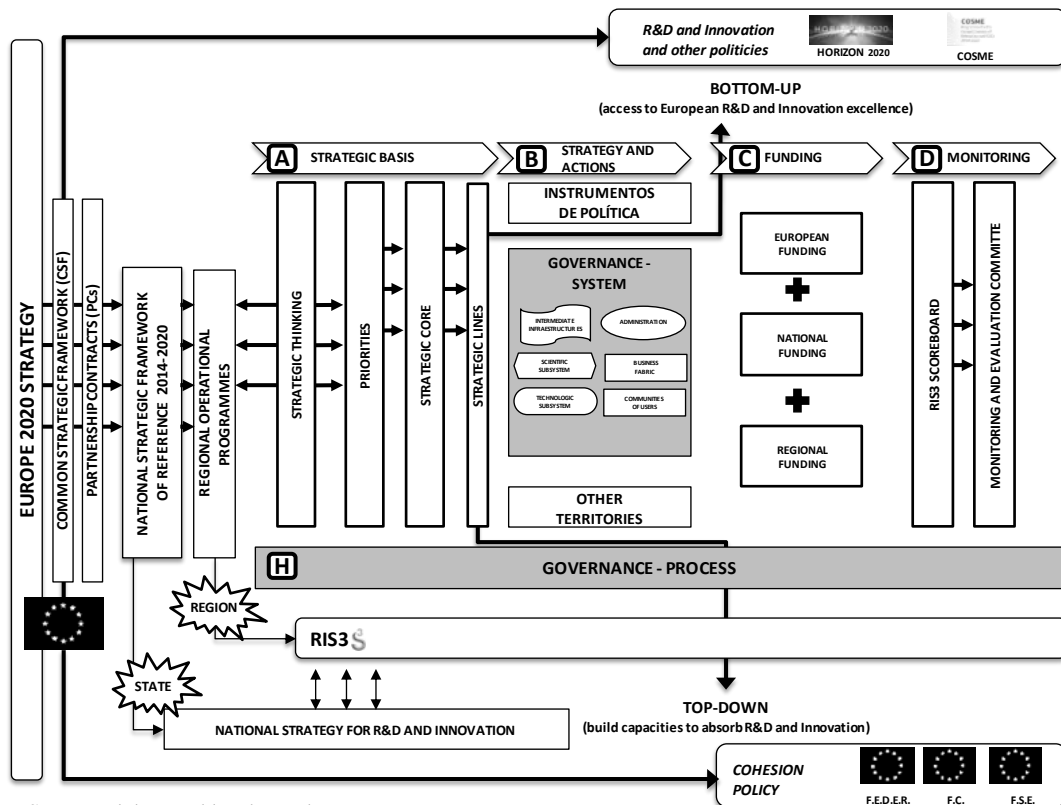 R&D and Innovation
and other politicies
HORIZON 2020
COSME
COSME
BOTTOM-UP
(access to European R&D and Innovation excellence)
A STRATEGIC BASIS
B STRATEGY AND
ACTIONS
C FUNDING
D MONITORING
EUROPE 2020 STRATEGY
COMMON STRATEGIC FRAMEWORK (CSF)
PARTNERSHIP CONTRACTS (PCs)
NATIONAL STRATEGIC FRAMEWORK
OF REFERENCE 2014-2020
REGIONAL OPERATIONAL
PROGRAMMES
STRATEGIC THINKING
PRIORITIES
STRATEGIC CORE
STRATEGIC LINES
INSTRUMENTOS
DE POLÍTICA
GOVERNANCE -
SYSTEM
INTERMEDIATE
INFRAESTRUCTURES
ADMINISTRATION
SCIENTIFIC
SUBSYSTEM
BUSINESS
FABRIC
TECHNOLOGIC
SUBSYSTEM
COMMUNITIES
OF USERS
OTHER
TERRITORIES
EUROPEAN
FUNDING
NATIONAL
FUNDING
REGIONAL
FUNDING
RIS3 SCOREBOARD
MONITORING AND EVALUATION COMMITTE
H GOVERNANCE - PROCESS
REGION
RIS3 S
STATE
NATIONAL STRATEGY FOR R&D AND INNOVATION
TOP-DOWN
(build capacities to absorb R&D and Innovation)
COHESION
POLICY
F.E.D.E.R.
F.C.
F.S.E.